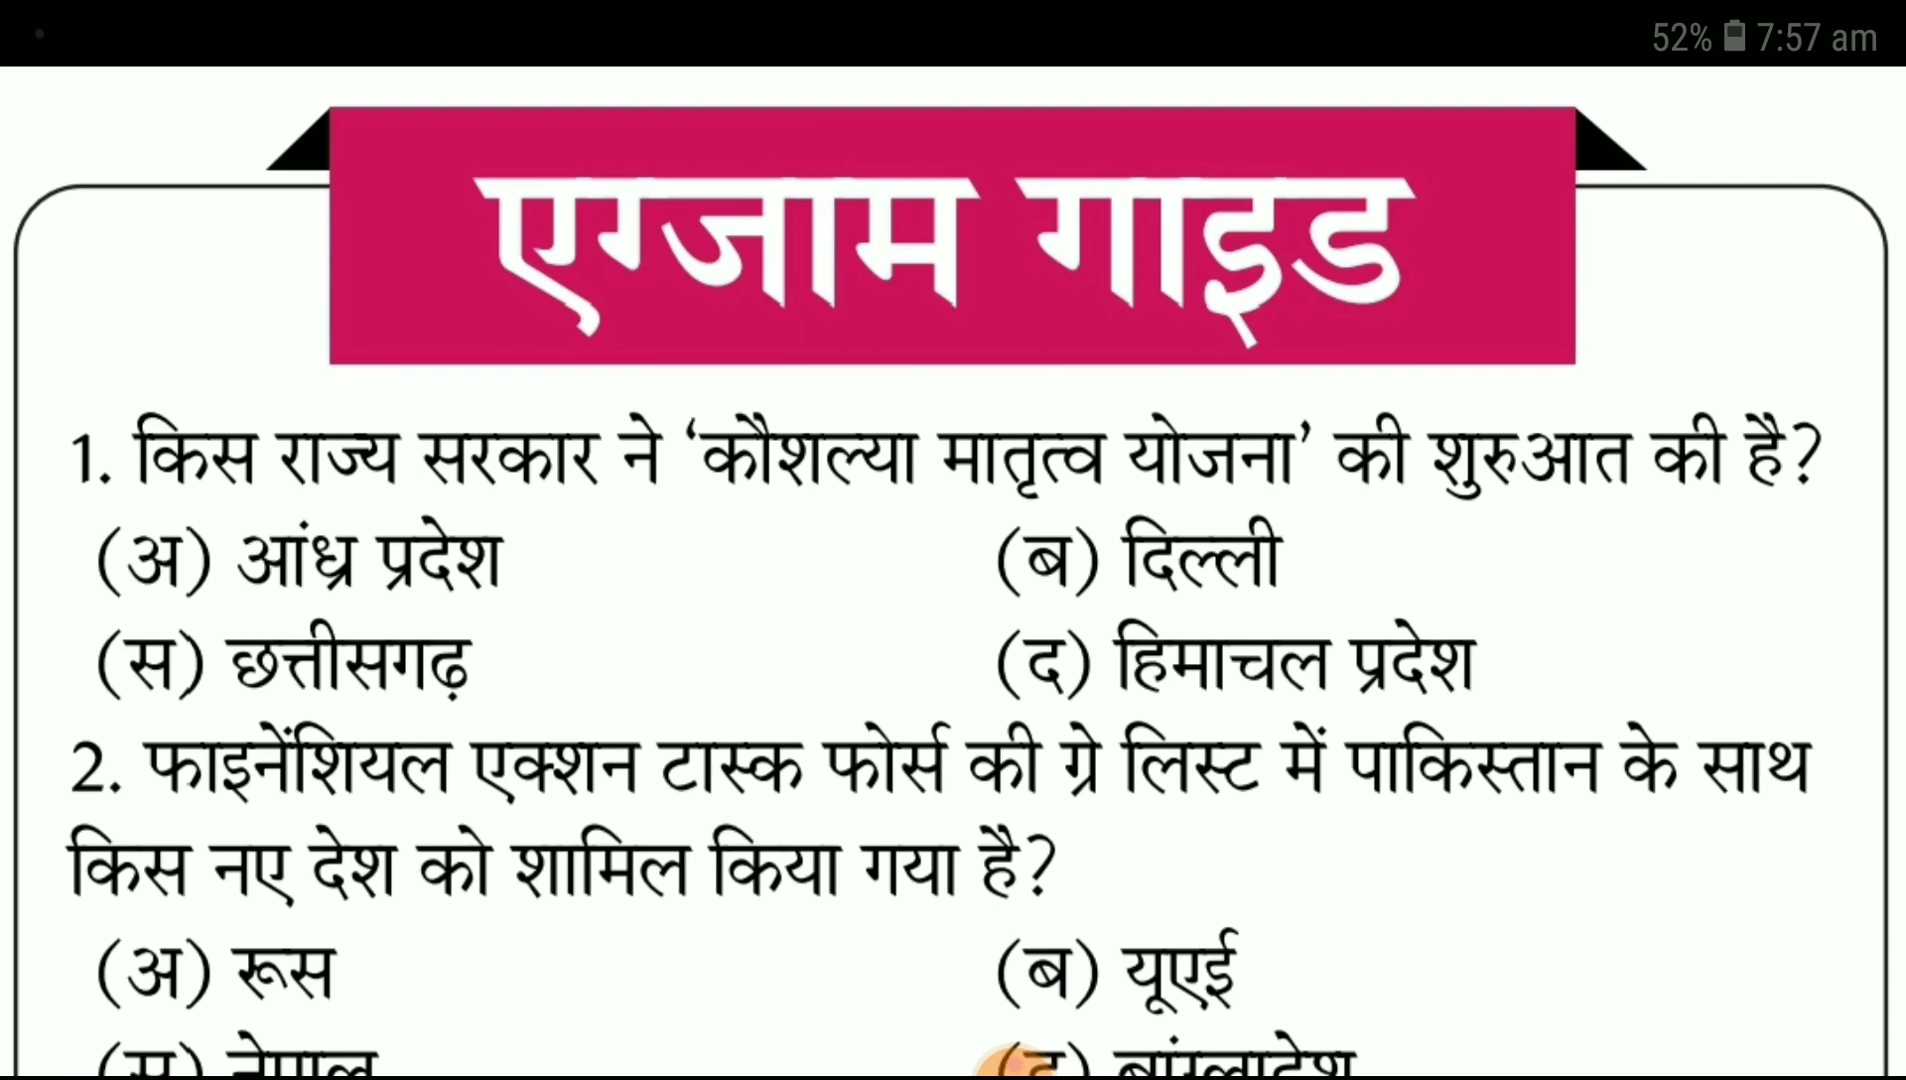 52% 7:57 am
एग्जाम गाइड
1. किस राज्य सरकार ने ‘कौशल्या मातृत्व योजना’ की शुरुआत की है?
(अ) आंध्र प्रदेश (ब) दिल्ली
(स) छत्तीसगढ़ (द) हिमाचल प्रदेश
2. फाइनेंशियल एक्शन टास्क फोर्स की ग्रे लिस्ट में पाकिस्तान के साथ
किस नए देश को शामिल किया गया है?
(अ) रूस (ब) यूएई
(स) नेपाल (द) बांग्लादेश